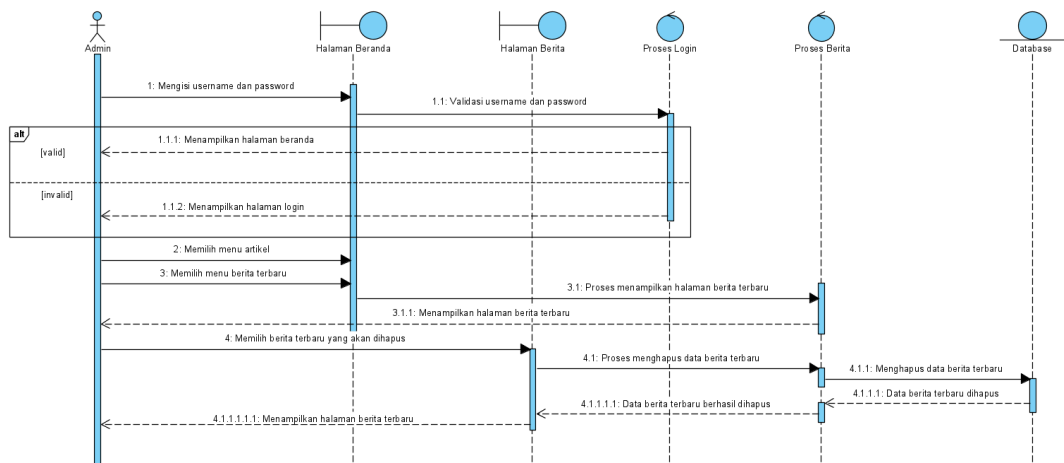 Admin
Halaman Beranda
Halaman Berita
Proses Login
Proses Berita
Database
1: Mengisi username dan password
1.1: Validasi username dan password
alt
[valid]
1.1.1: Menampilkan halaman beranda
[invalid]
1.1.2: Menampilkan halaman login
2: Memilih menu artikel
3: Memilih menu berita terbaru
3.1: Proses menampilkan halaman berita terbaru
3.1.1: Menampilkan halaman berita terbaru
4: Memilih berita terbaru yang akan dihapus
4.1: Proses menghapus data berita terbaru
4.1.1: Menghapus data berita terbaru
4.1.1.1: Data berita terbaru dihapus
4.1.1.1.1: Data berita terbaru berhasil dihapus
4.1.1.1.1.1: Menampilkan halaman berita terbaru